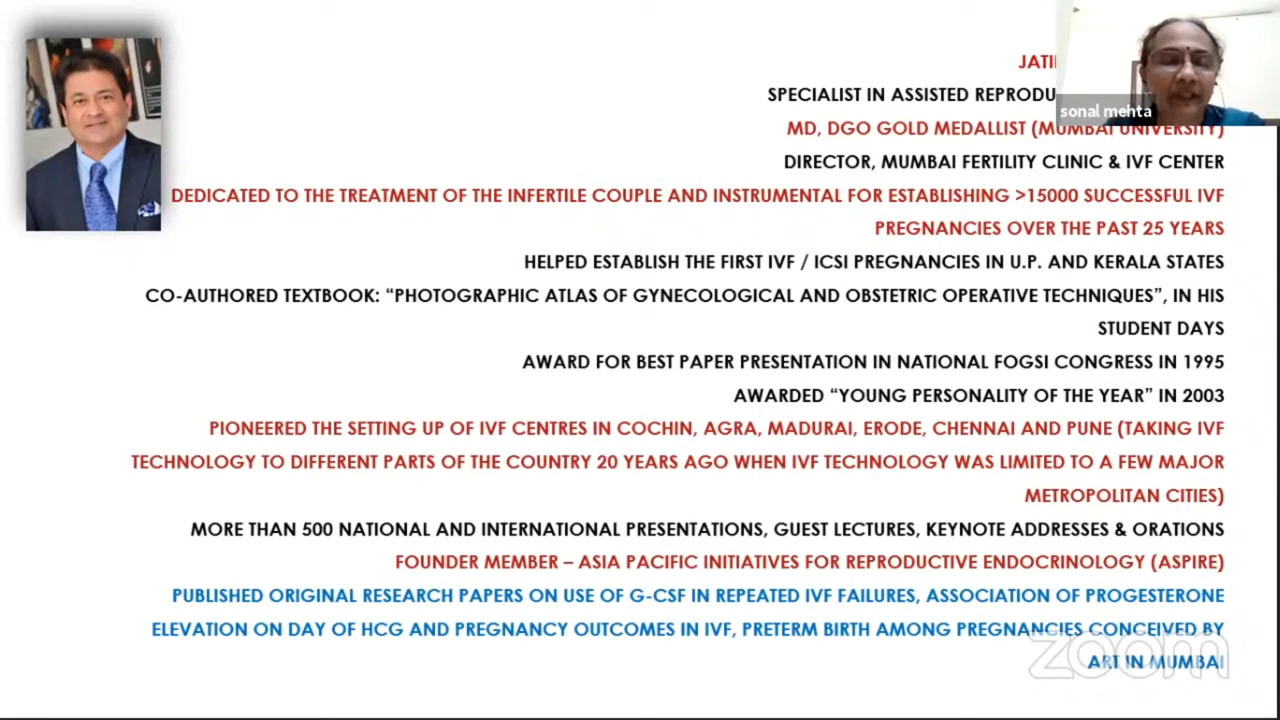 sonal mehta
SPECIALIST IN ASSISTED
MD, DGO GOLD MEDALLIST (MUMBAI UNIVERSITY)
DIRECTOR, MUMBAI FERTILITY CLINIC & IVF CENTER
DEDICATED TO THE TREATMENT OF THE INFERTILE COUPLE AND INSTRUMENTAL FOR ESTABLISHING >15000 SUCCESSFUL IVF
PREGNANCIES OVER THE PAST 25 YEARS
HELPED ESTABLISH THE FIRST IVF / ICSI PREGNANCIES IN U.P. AND KERALA STATES
CO-AUTHORED TEXTBOOK: “PHOTOGRAPHIC ATLAS OF GYNECOLOGICAL AND OBSTETRIC OPERATIVE TECHNIQUES”, IN HIS
STUDENT DAYS
AWARD FOR BEST PAPER PRESENTATION IN NATIONAL FOGSI CONGRESS IN 1995
AWARDED “YOUNG PERSONALITY OF THE YEAR” IN 2003
PIONEERED THE SETTING UP OF IVF CENTRES IN COCHIN, AGRA, MADURAI, ERODE, CHENNAI AND PUNE (TAKING IVF
TECHNOLOGY TO DIFFERENT PARTS OF THE COUNTRY 20 YEARS AGO WHEN IVF TECHNOLOGY WAS LIMITED TO A FEW MAJOR
METROPOLITAN CITIES)
MORE THAN 500 NATIONAL AND INTERNATIONAL PRESENTATIONS, GUEST LECTURES, KEYNOTE ADDRESSES & ORATIONS
FOUNDER MEMBER – ASIA PACIFIC INITIATIVES FOR REPRODUCTIVE ENDOCRINOLOGY (ASPIRE)
PUBLISHED ORIGINAL RESEARCH PAPERS ON USE OF G-CSF IN REPEATED IVF FAILURES, ASSOCIATION OF PROGESTERONE
ELEVATION ON DAY OF HCG AND PREGNANCY OUTCOMES IN IVF, PRETERM BIRTH AMONG PREGNANCIES CONCEIVED BY
ART IN MUMBAI
zoom